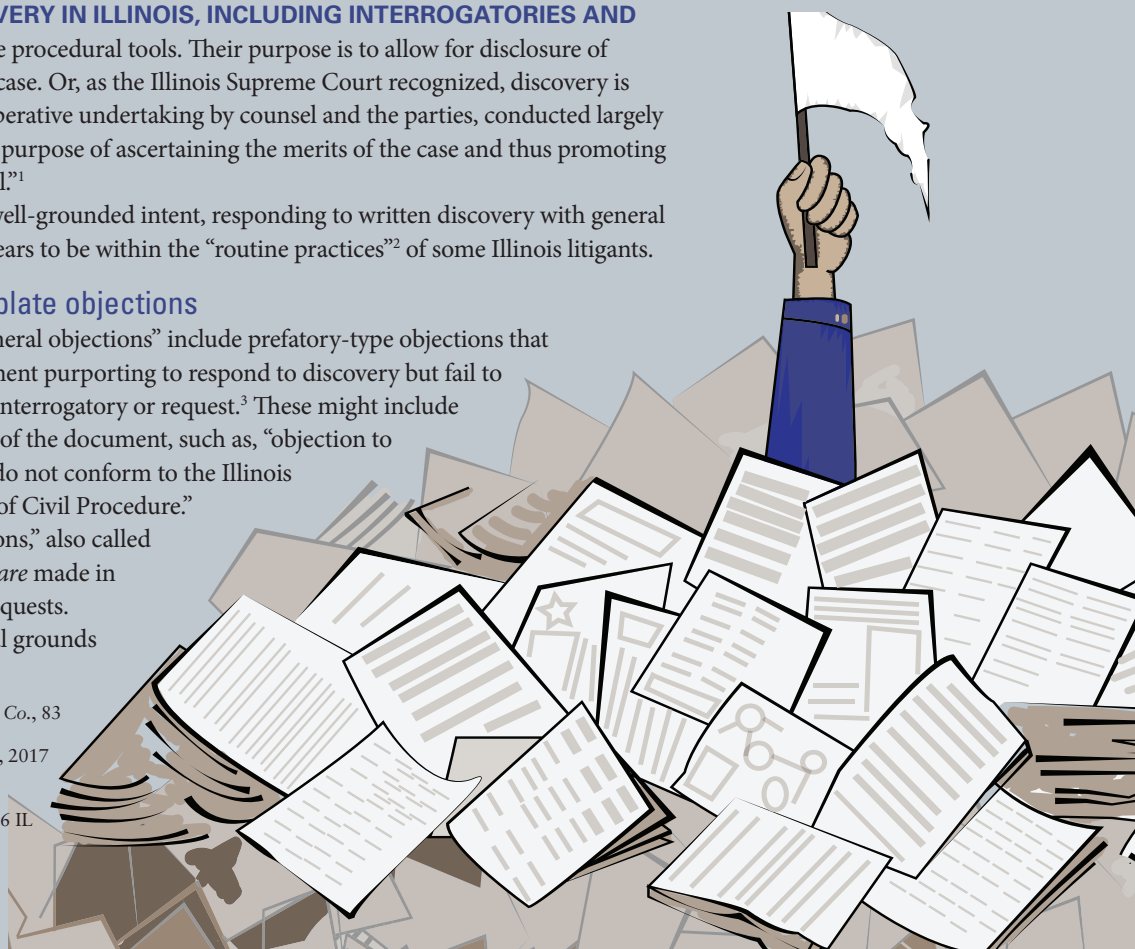 VERY IN ILLINOIS, INCLUDING INTERROGATORIES AND
e procedural tools. Their purpose is to allow for disclosure of
case. Or, as the Illinois Supreme Court recognized, discovery is
perative undertaking by counsel and the parties, conducted largely
purpose of ascertaining the merits of the case and thus promoting
l.”1
well-grounded intent, responding to written discovery with general
ears to be within the “routine practices”2 of some Illinois litigants.
plate objections
neral objections” include prefatory-type objections that
ment purporting to respond to discovery but fail to
interrogatory or request.3 These might include
of the document, such as, “objection to
do not conform to the Illinois
of Civil Procedure.”
ons,” also called
are made in
quests.
l grounds
Co., 83
, 2017
6 IL